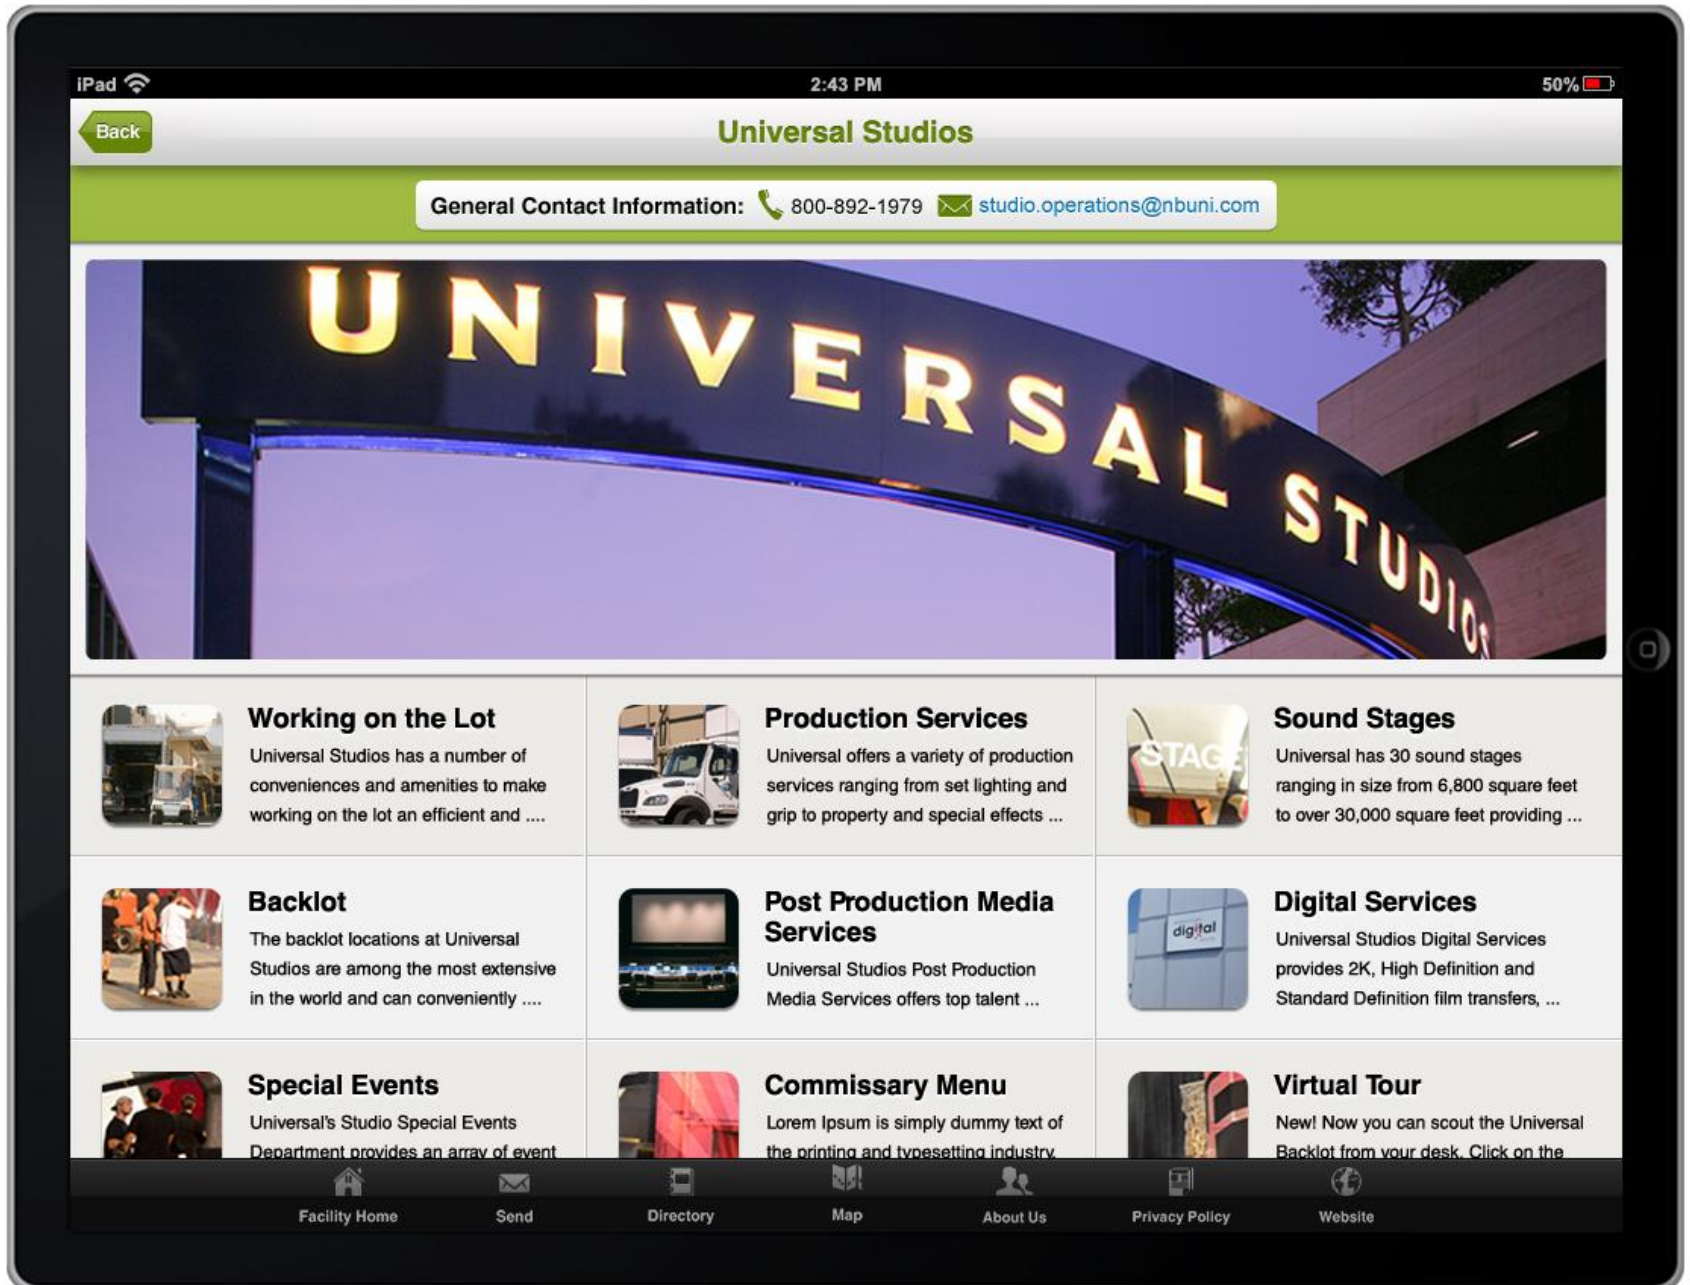 iPad 2:43 PM 50%
Back Universal Studios
General Contact Information: 800-892-1979 studio.operations@nbuni.com
UNIVERSAL STUDIOS
Working on the Lot
Universal Studios has a number of
conveniences and amenities to make
working on the lot an efficient and ....
Production Services
Universal offers a variety of production
services ranging from set lighting and
grip to property and special effects ...
STAGE
Sound Stages
Universal has 30 sound stages
ranging in size from 6,800 square feet
to over 30,000 square feet providing ...
Backlot
The backlot locations at Universal
Studios are among the most extensive
in the world and can conveniently ....
Post Production Media
Services
Universal Studios Post Production
Media Services offers top talent ...
digital
Digital Services
Universal Studios Digital Services
provides 2K, High Definition and
Standard Definition film transfers, ...
Special Events
Universal's Studio Special Events
Department provides an array of event
Commissary Menu
Lorem Ipsum is simply dummy text of
the printing and typesetting industry.
Virtual Tour
New! Now you can scout the Universal
Backlot from your desk. Click on the
Facility Home Send Directory Map About Us Privacy Policy Website